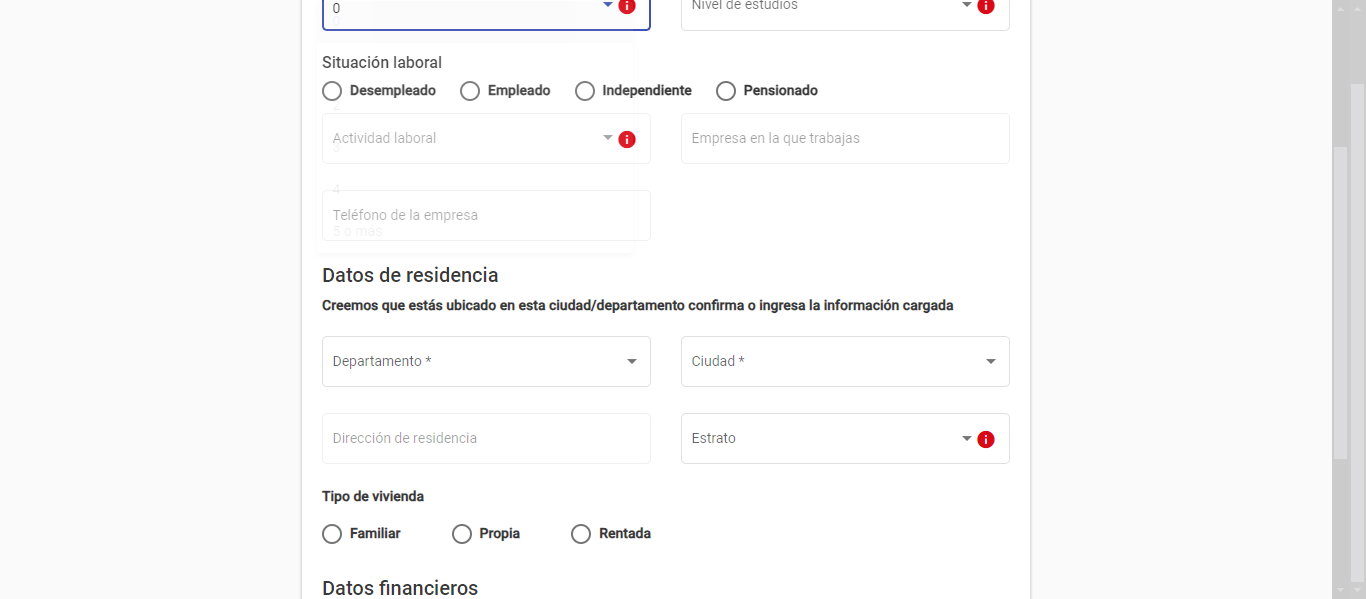 0
Nivel de estudios
Situación laboral
Desempleado Empleado Independiente Pensionado
2
Actividad laboral
Empresa en la que trabajas
3
4
Teléfono de la empresa
5 o más
Datos de residencia
Creemos que estás ubicado en esta ciudad/departamento confirma o ingresa la información cargada
Departamento *
Ciudad *
Dirección de residencia
Estrato
Tipo de vivienda
Familiar Propia Rentada
Datos financieros